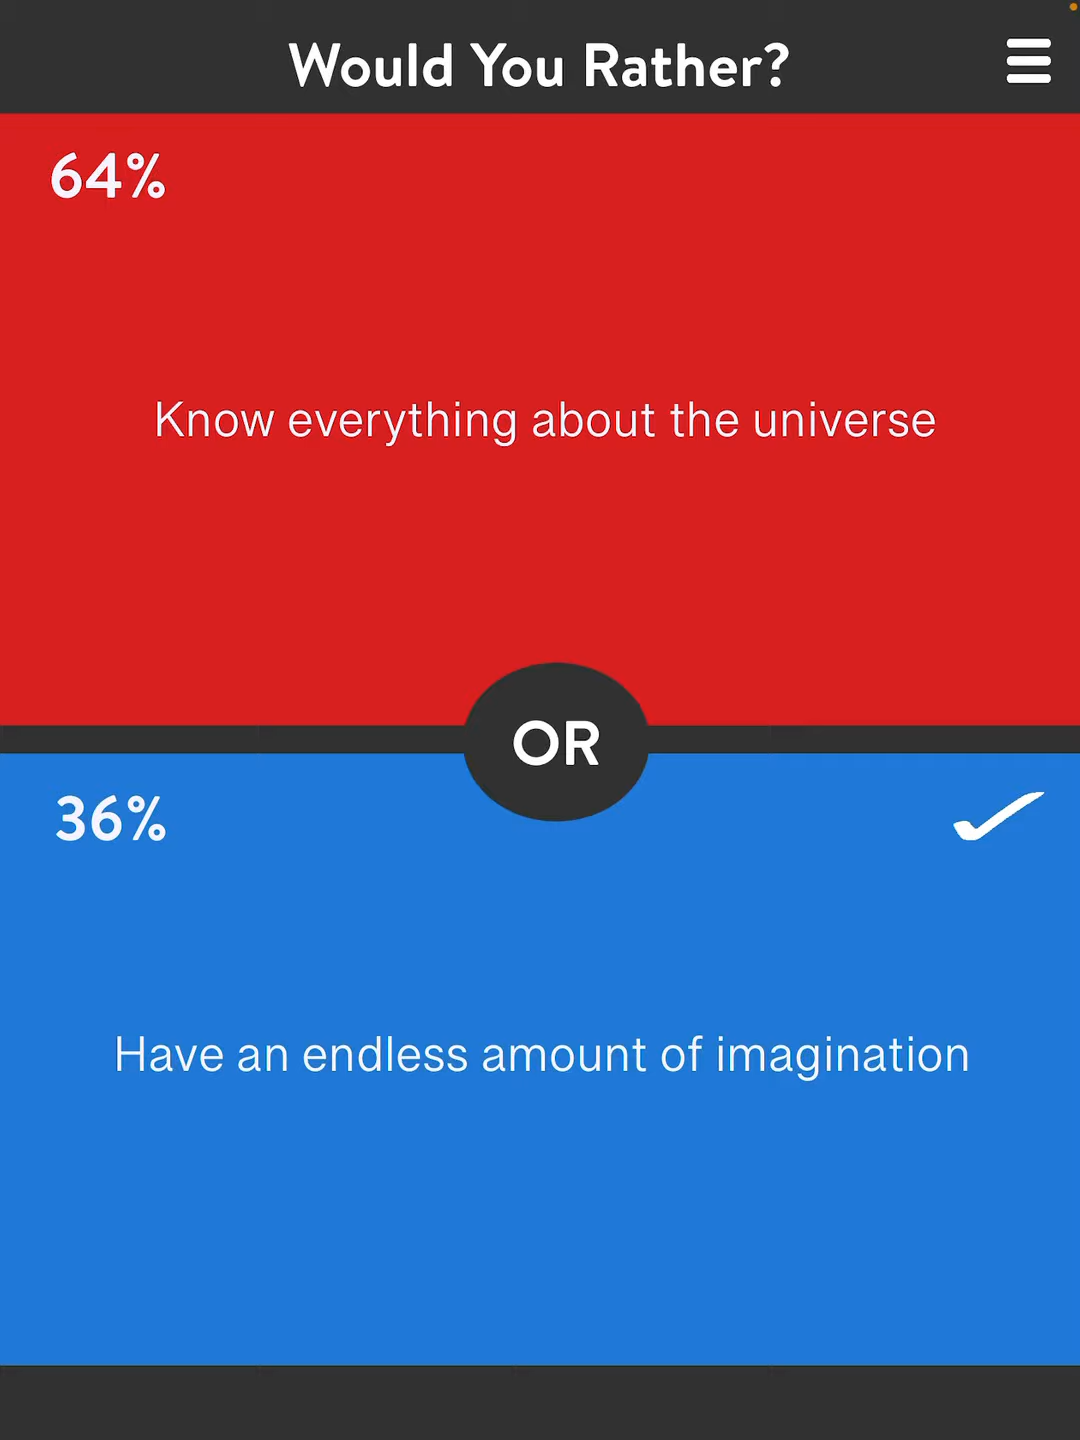 Would You Rather?
64%
Know everything about the universe
OR
36%
Have an endless amount of imagination